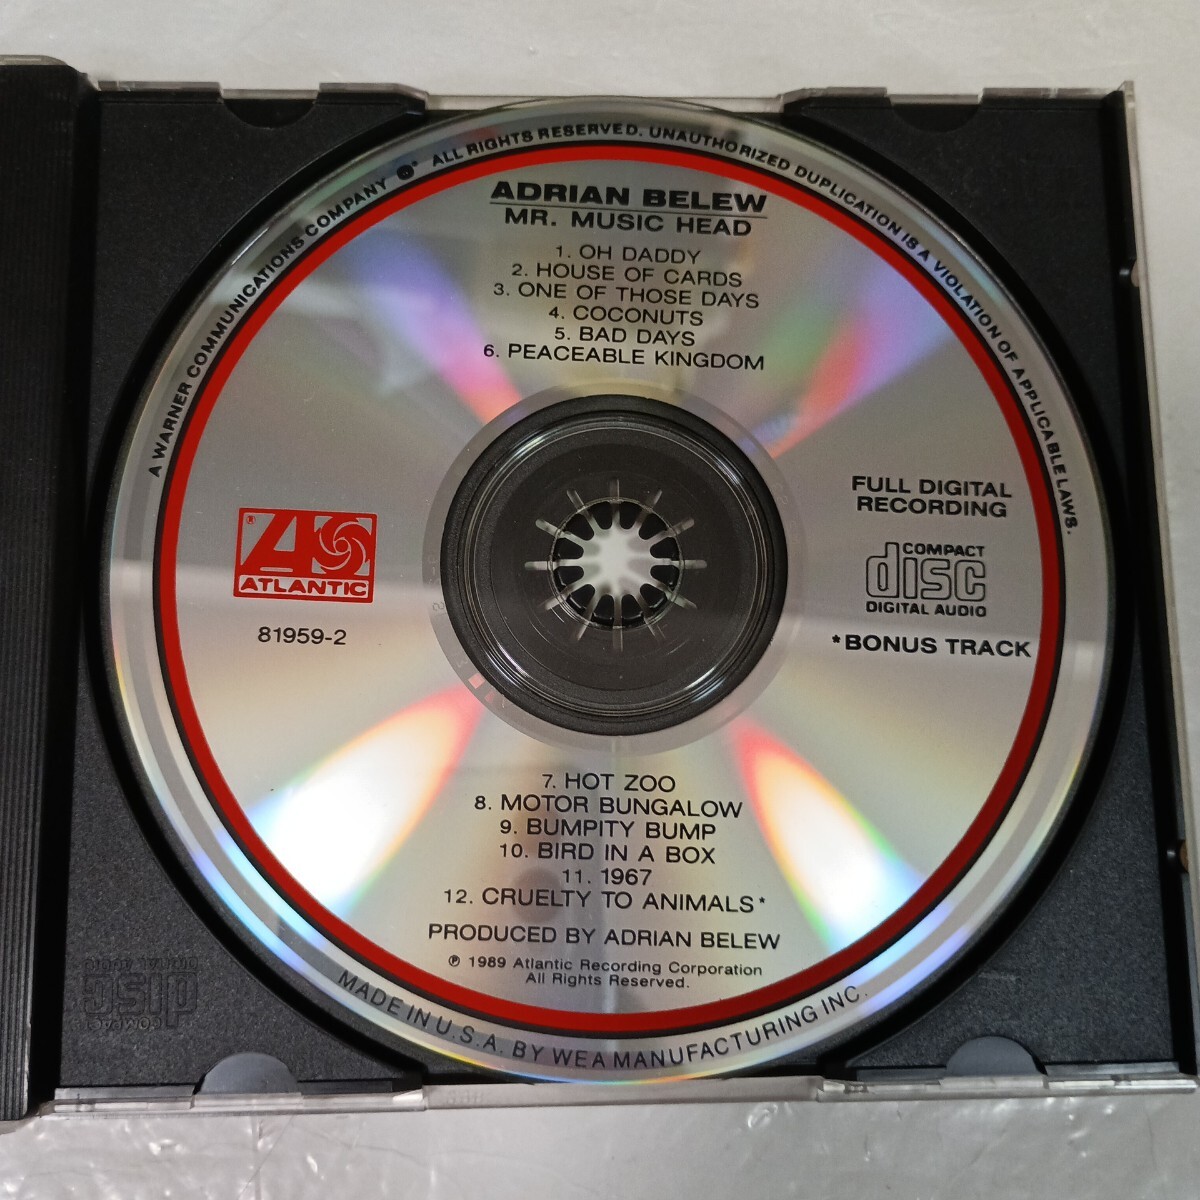 ADRIAN BELEW
MR. MUSIC HEAD
1. OH DADDY
2. HOUSE OF CARDS
3. ONE OF THOSE DAYS
4. COCONUTS
5. BAD DAYS
6. PEACEABLE KINGDOM
FULL DIGITAL
RECORDING
COMPACT
disc
DIGITAL AUDIO
*BONUS TRACK
® ATLANTIC
81959-2
7. HOT ZOO
8. MOTOR BUNGALOW
9. BUMPITY BUMP
10. BIRD IN A BOX
11. 1967
12. CRUELTY TO ANIMALS*
PRODUCED BY ADRIAN BELEW
℗ 1989 Atlantic Recording Corporation
All Rights Reserved.
MADE IN U.S.A. BY WEA MANUFACTURING INC.
A WARNER COMMUNICATIONS COMPANY ALL RIGHTS RESERVED. UNAUTHORIZED DUPLICATION IS A VIOLATION OF APPLICABLE LAWS.
COMPACT
disc
DIGITAL AUDIO